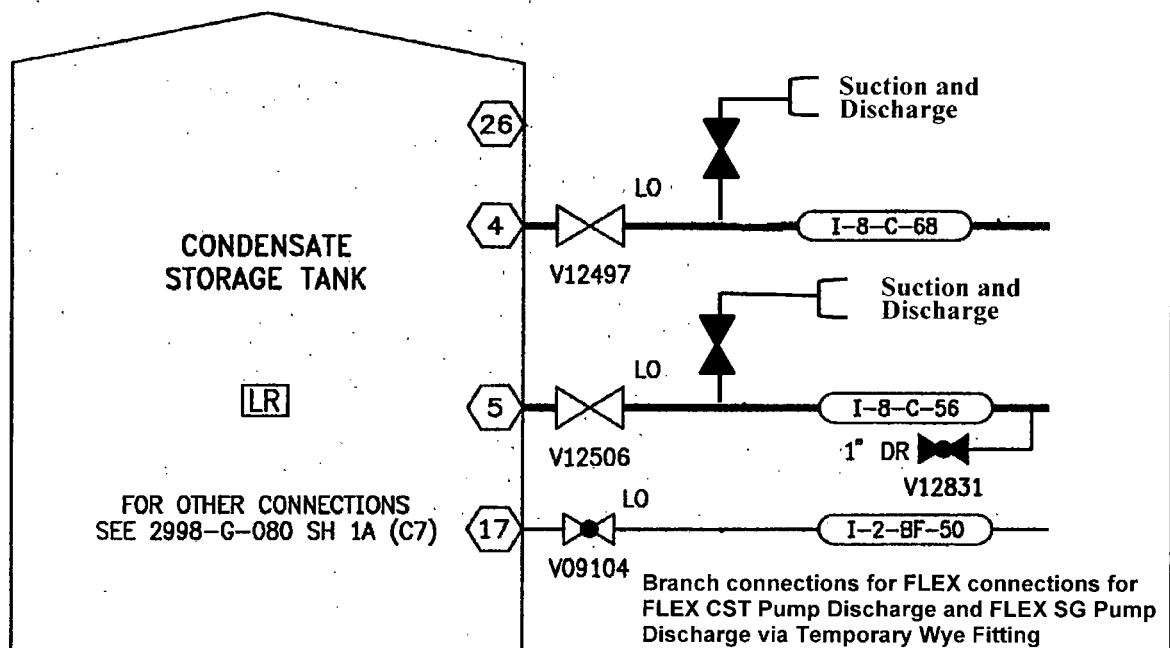 Suction and
Discharge
26
LO
4
I-8-C-68
CONDENSATE
STORAGE TANK
V12497
Suction and
Discharge
LO
LR
5
I-8-C-56
V12506
1" DR
V12831
FOR OTHER CONNECTIONS
SEE 2998-G-080 SH 1A (C7)
LO
17
I-2-BF-50
V09104
Branch connections for FLEX connections for
FLEX CST Pump Discharge and FLEX SG Pump
Discharge via Temporary Wye Fitting